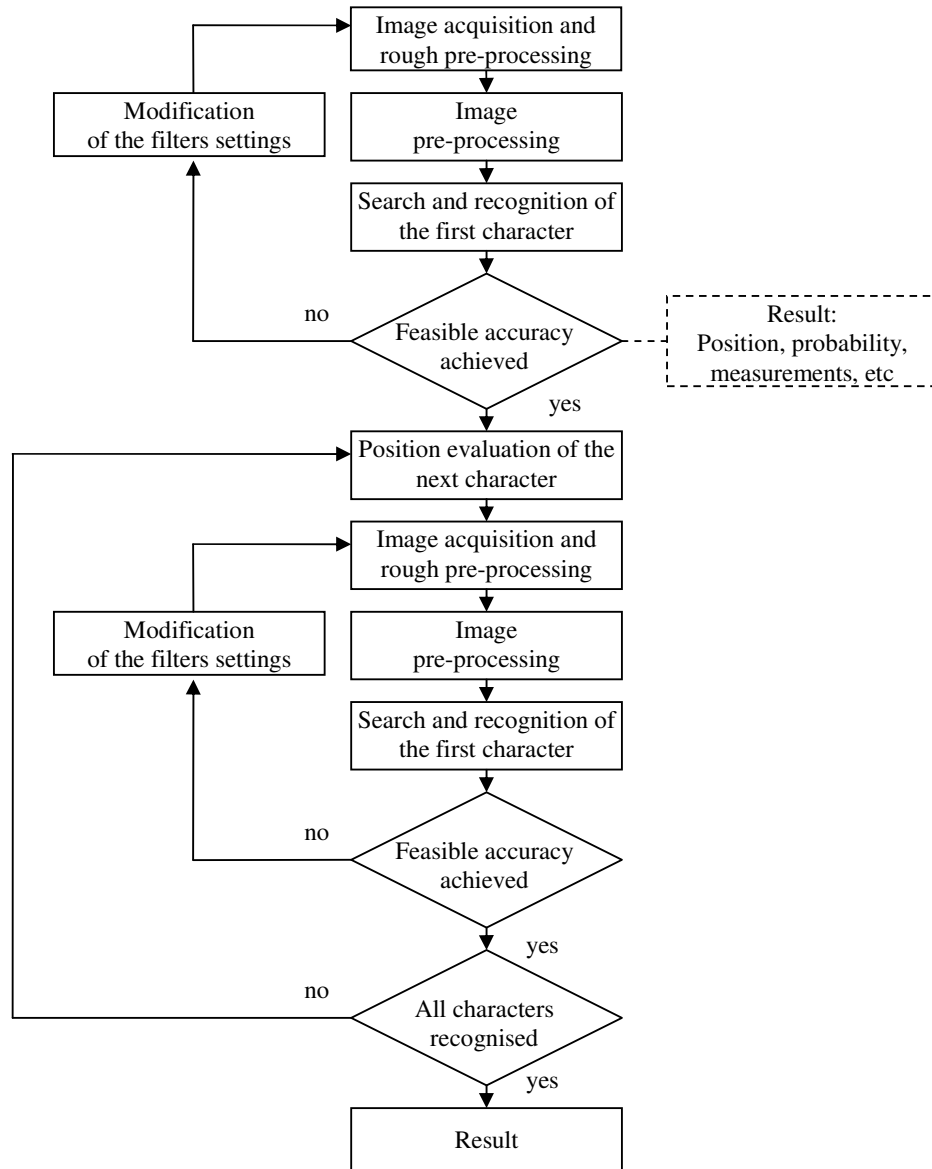 Image acquisition and
rough pre-processing
Modification
of the filters settings
Image
pre-processing
Search and recognition of
the first character
no
Feasible accuracy
achieved
Result:
Position, probability,
measurements, etc
yes
Position evaluation of the
next character
Image acquisition and
rough pre-processing
Modification
of the filters settings
Image
pre-processing
Search and recognition of
the first character
no
Feasible accuracy
achieved
yes
no
All characters
recognised
yes
Result